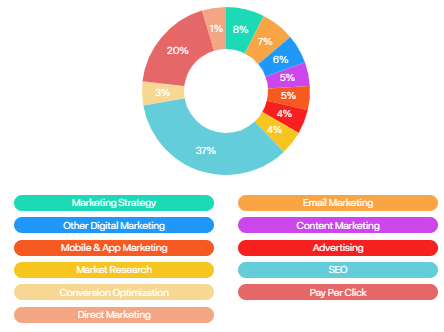 1%
8%
7%
6%
5%
5%
4%
4%
37%
3%
20%
Marketing Strategy
Email Marketing
Other Digital Marketing
Content Marketing
Mobile & App Marketing
Advertising
Market Research
SEO
Conversion Optimization
Pay Per Click
Direct Marketing